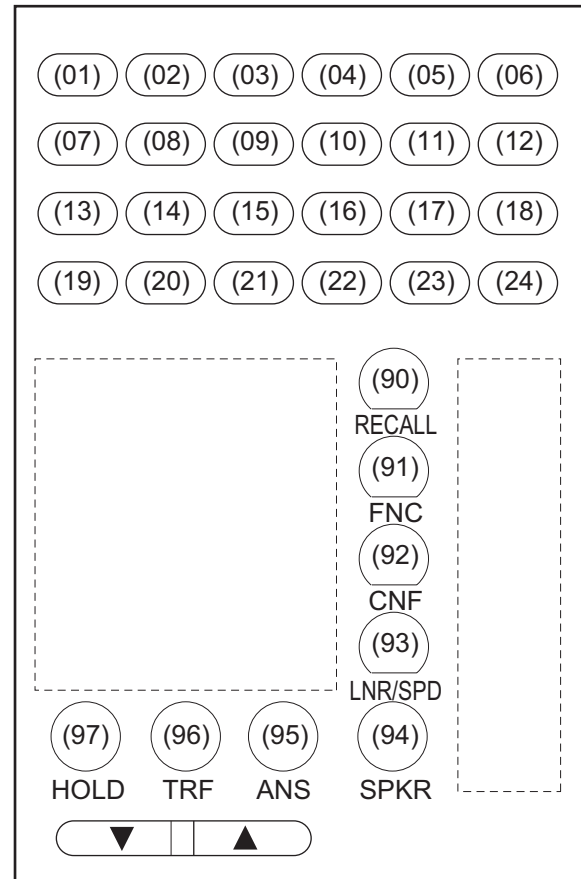 (01) (02) (03) (04) (05) (06)
(07) (08) (09) (10) (11) (12)
(13) (14) (15) (16) (17) (18)
(19) (20) (21) (22) (23) (24)
(90)
RECALL
(91)
FNC
(92)
CNF
(93)
LNR/SPD
(97) (96) (95) (94)
HOLD TRF ANS SPKR